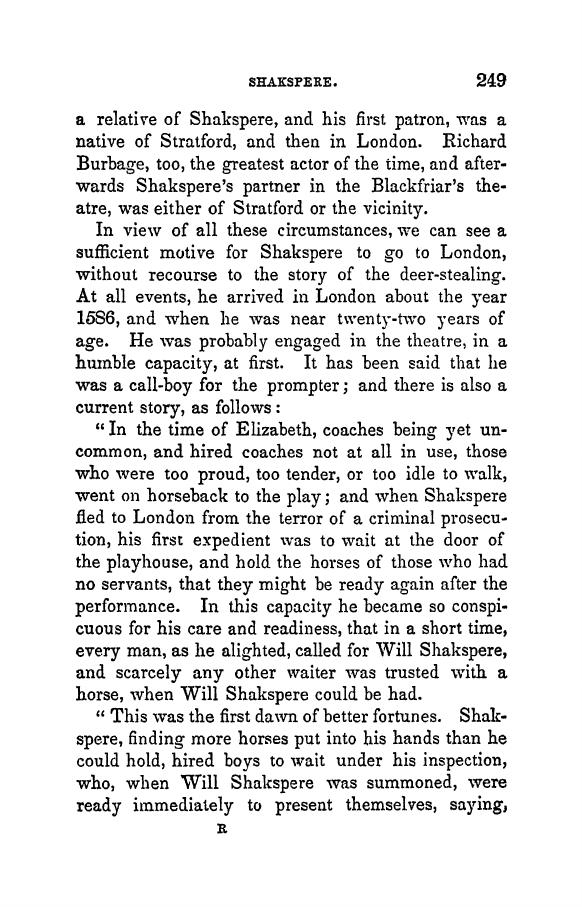 SHAKSPERE. 249
a relative of Shakspere, and his first patron, was a
native of Stratford, and then in London. Richard
Burbage, too, the greatest actor of the time, and after-
wards Shakspere's partner in the Blackfriar's the-
atre, was either of Stratford or the vicinity.
In view of all these circumstances, we can see a
sufficient motive for Shakspere to go to London,
without recourse to the story of the deer-stealing.
At all events, he arrived in London about the year
1586, and when he was near twenty-two years of
age. He was probably engaged in the theatre, in a
humble capacity, at first. It has been said that he
was a call-boy for the prompter; and there is also a
current story, as follows:
"In the time of Elizabeth, coaches being yet un-
common, and hired coaches not at all in use, those
who were too proud, too tender, or too idle to walk,
went on horseback to the play; and when Shakspere
fled to London from the terror of a criminal prosecu-
tion, his first expedient was to wait at the door of
the playhouse, and hold the horses of those who had
no servants, that they might be ready again after the
performance. In this capacity he became so conspi-
cuous for his care and readiness, that in a short time,
every man, as he alighted, called for Will Shakspere,
and scarcely any other waiter was trusted with a
horse, when Will Shakspere could be had.
"This was the first dawn of better fortunes. Shak-
spere, finding more horses put into his hands than he
could hold, hired boys to wait under his inspection,
who, when Will Shakspere was summoned, were
ready immediately to present themselves, saying,
R